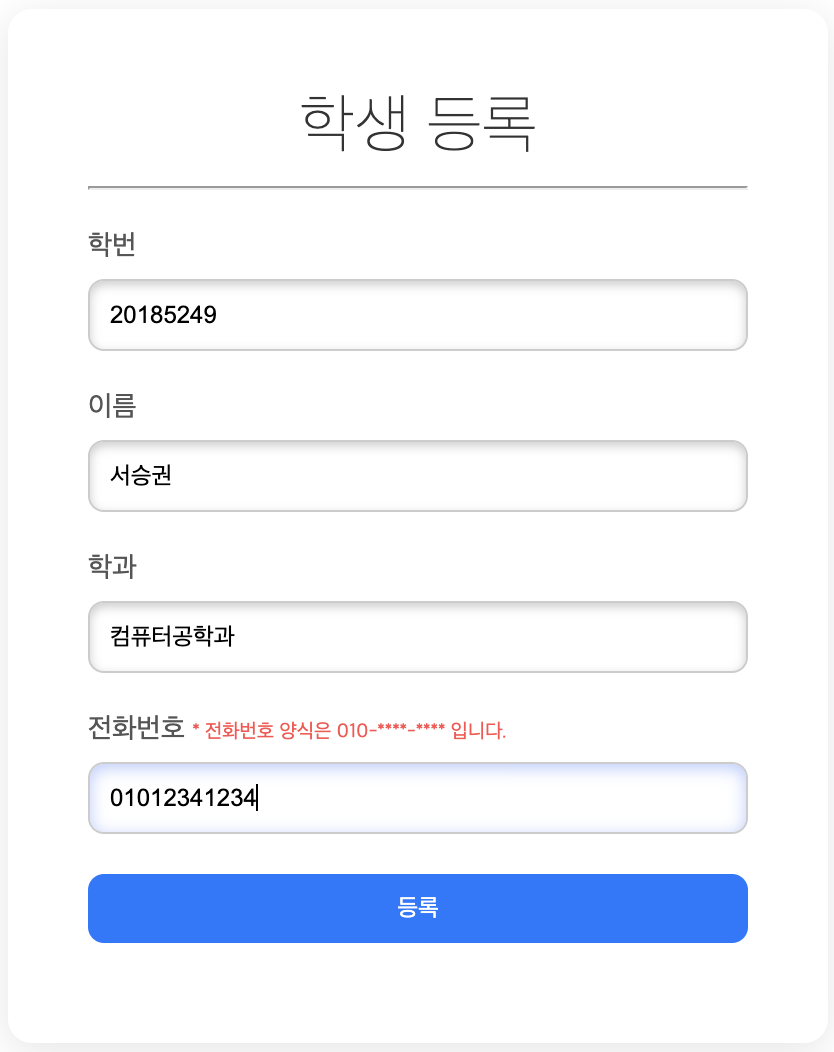 학생 등록
학번
20185249
이름
서승권
학과
컴퓨터공학과
전화번호 * 전화번호 양식은 010-****-**** 입니다.
01012341234
등록